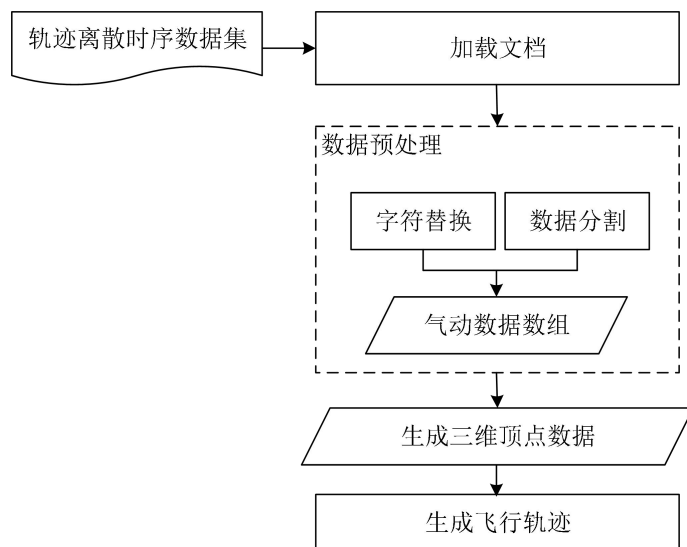 轨迹离散时序数据集
加载文档
数据预处理
字符替换
数据分割
气动数据数组
生成三维顶点数据
生成飞行轨迹